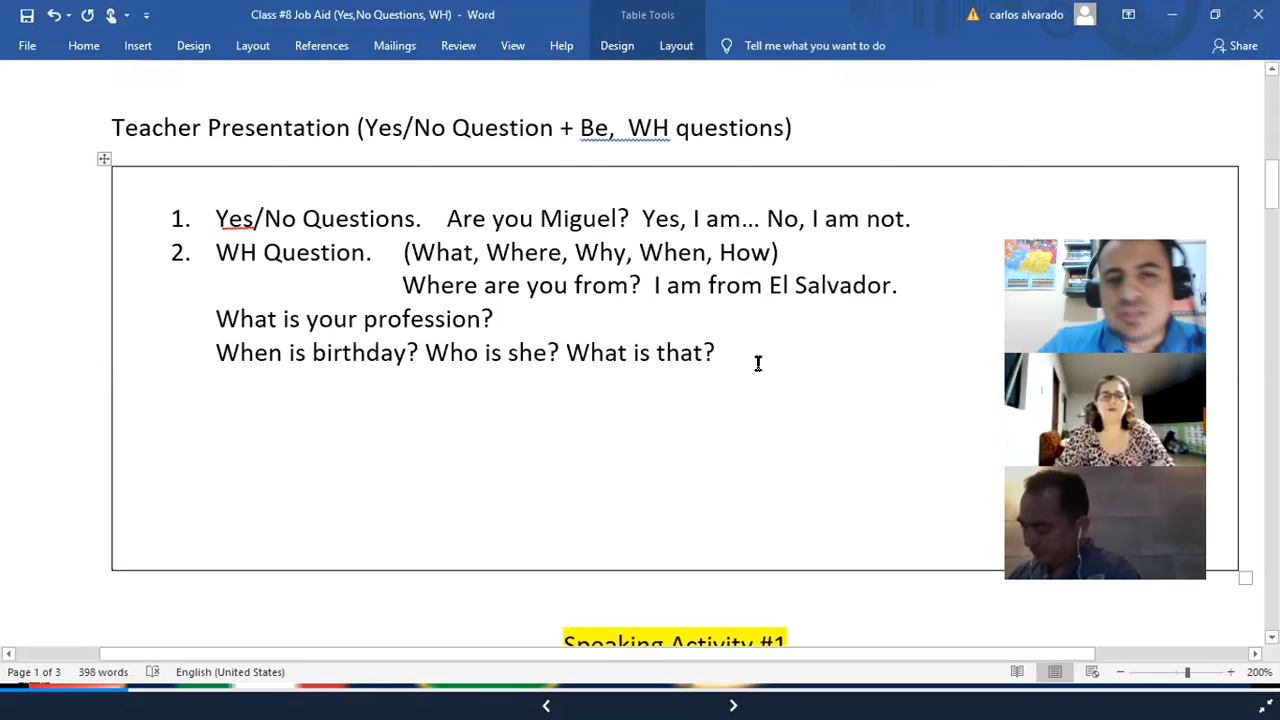 Class #8 Job Aid (Yes,No Questions, WH) - Word
Table Tools
carlos alvarado
File Home Insert Design Layout References Mailings Review View Help Design Layout Tell me what you want to do Share
Teacher Presentation (Yes/No Question + Be, WH questions)
1. Yes/No Questions. Are you Miguel? Yes, I am... No, I am not.
2. WH Question. (What, Where, Why, When, How)
Where are you from? I am from El Salvador.
What is your profession?
When is birthday? Who is she? What is that?
Speaking Activity #1
Page 1 of 3 398 words English (United States) 200%